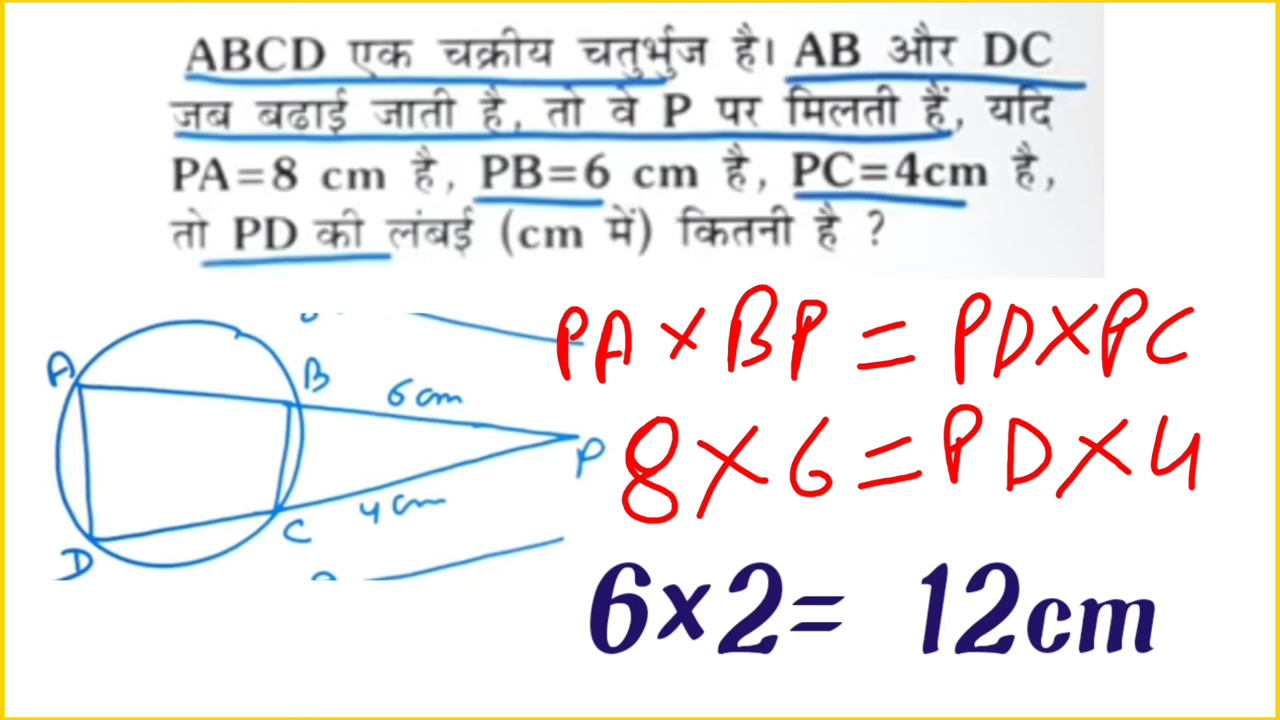 ABCD एक चक्रीय चतुर्भुज है। AB और DC
जब बढाई जाती है, तो वे P पर मिलती हैं, यदि
PA=8 cm है, PB=6 cm है, PC=4cm है,
तो PD की लंबई (cm में) कितनी है ?
PA×BP=PD×PC
8×6=PD×4
6×2= 12cm
A
B
6cm
P
4cm
C
D